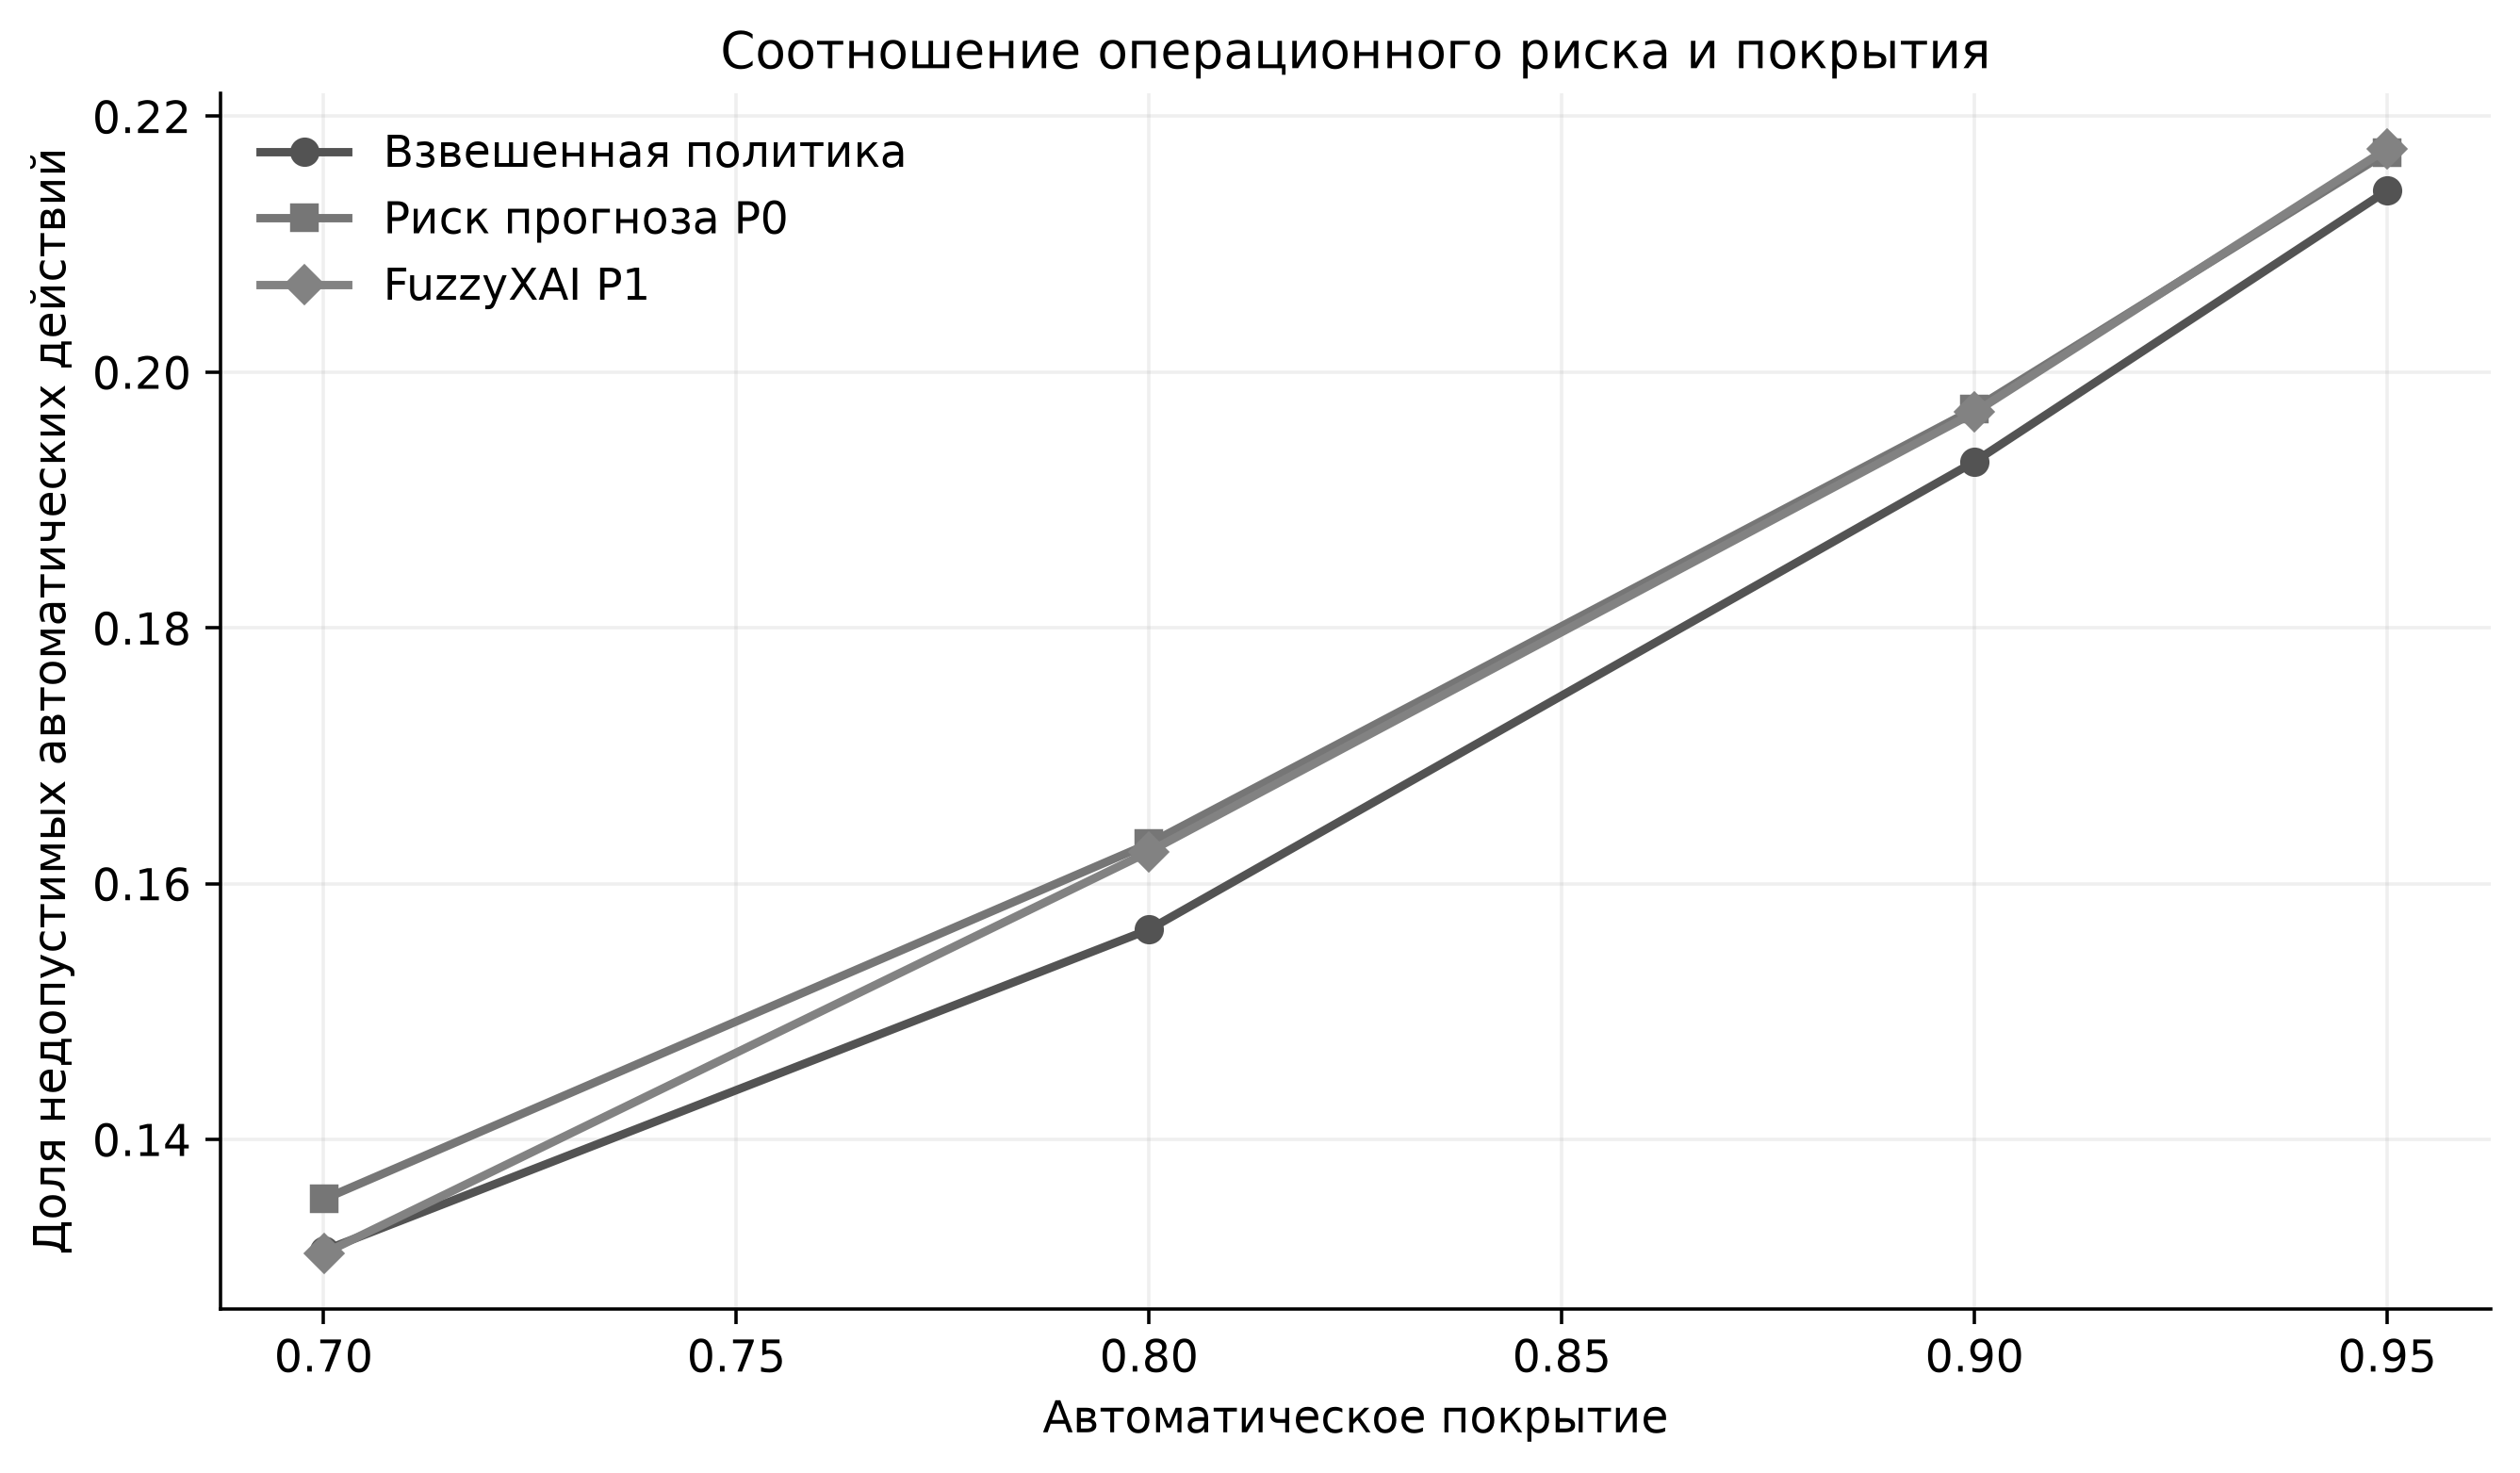 Соотношение операционного риска и покрытия
Взвешенная политика
Риск прогноза P0
FuzzyXAI P1
Доля недопустимых автоматических действий
0.22
0.20
0.18
0.16
0.14
0.70 0.75 0.80 0.85 0.90 0.95
Автоматическое покрытие